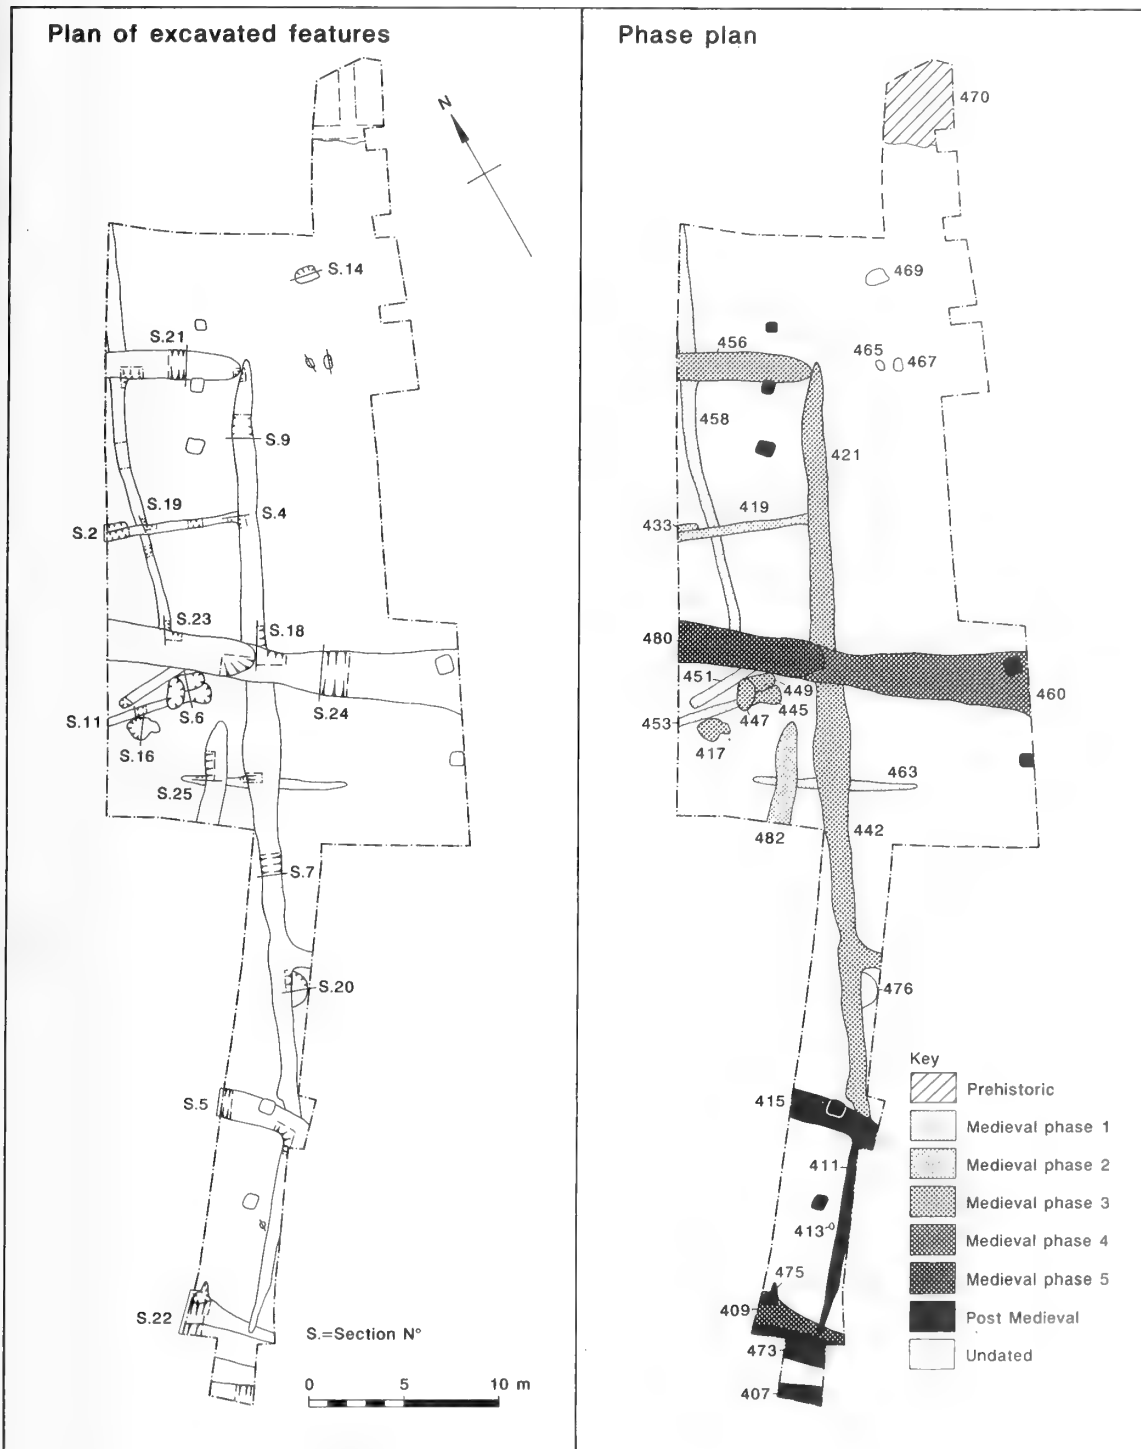 Plan of excavated features
N
S.14
S.21
S.9
S.19
S.4
S.2
S.23
S.18
S.6
S.24
S.11
S.16
S.25
S.7
S.20
S.5
S.22
S.=Section Nº
0 5 10 m
Phase plan
470
469
456
465
467
458
421
419
433
480
451
449
445
460
447
453
417
463
482
442
476
415
411
413
475
409
473
407
Key
Prehistoric
Medieval phase 1
Medieval phase 2
Medieval phase 3
Medieval phase 4
Medieval phase 5
Post Medieval
Undated